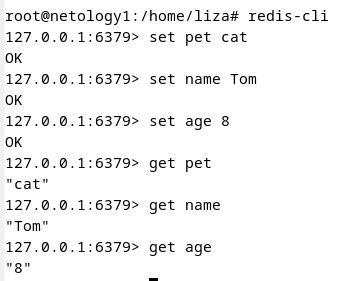 root@netology1:/home/liza# redis-cli
127.0.0.1:6379> set pet cat
OK
127.0.0.1:6379> set name Tom
OK
127.0.0.1:6379> set age 8
OK
127.0.0.1:6379> get pet
"cat"
127.0.0.1:6379> get name
"Tom"
127.0.0.1:6379> get age
"8"